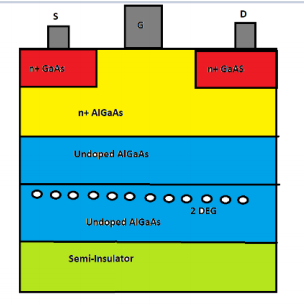 S
G
D
n+ GaAs
n+ GaAS
n+ AlGaAs
Undoped AlGaAs
2 DEG
Undoped AlGaAs
Semi-Insulator